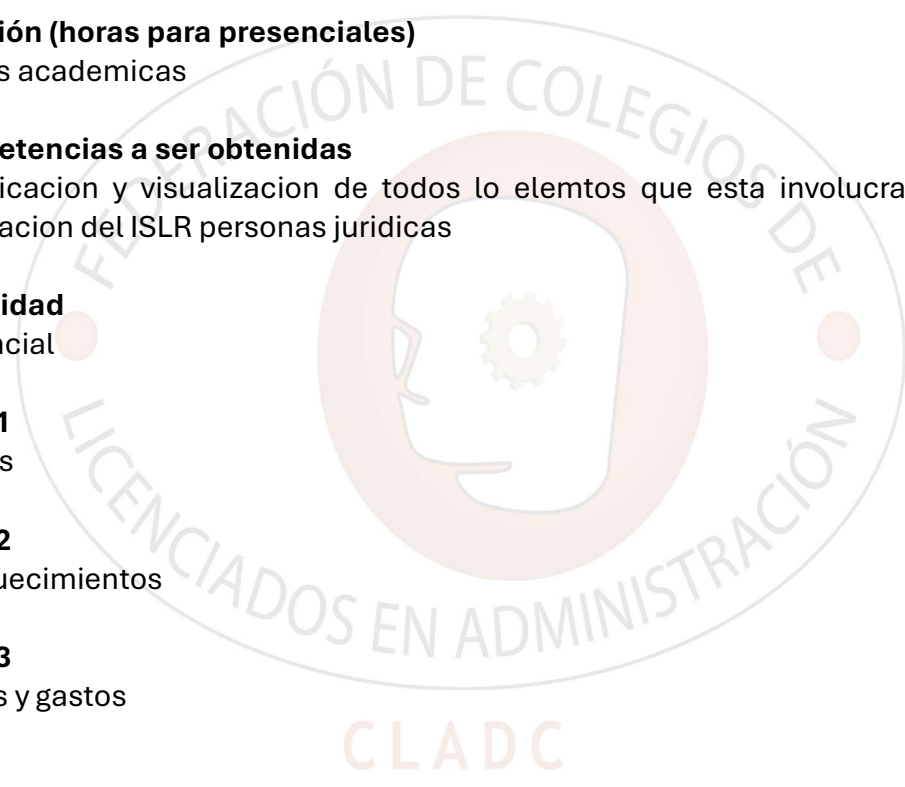 ión (horas para presenciales)
s academicas
etencias a ser obtenidas
icacion y visualizacion de todos lo elemtos que esta involucra
acion del ISLR personas juridicas
idad
ncial
1
s
2
uecimientos
3
s y gastos
FEDERACIÓN DE COLEGIOS DE
LICENCIADOS EN ADMINISTRACIÓN
CLADC